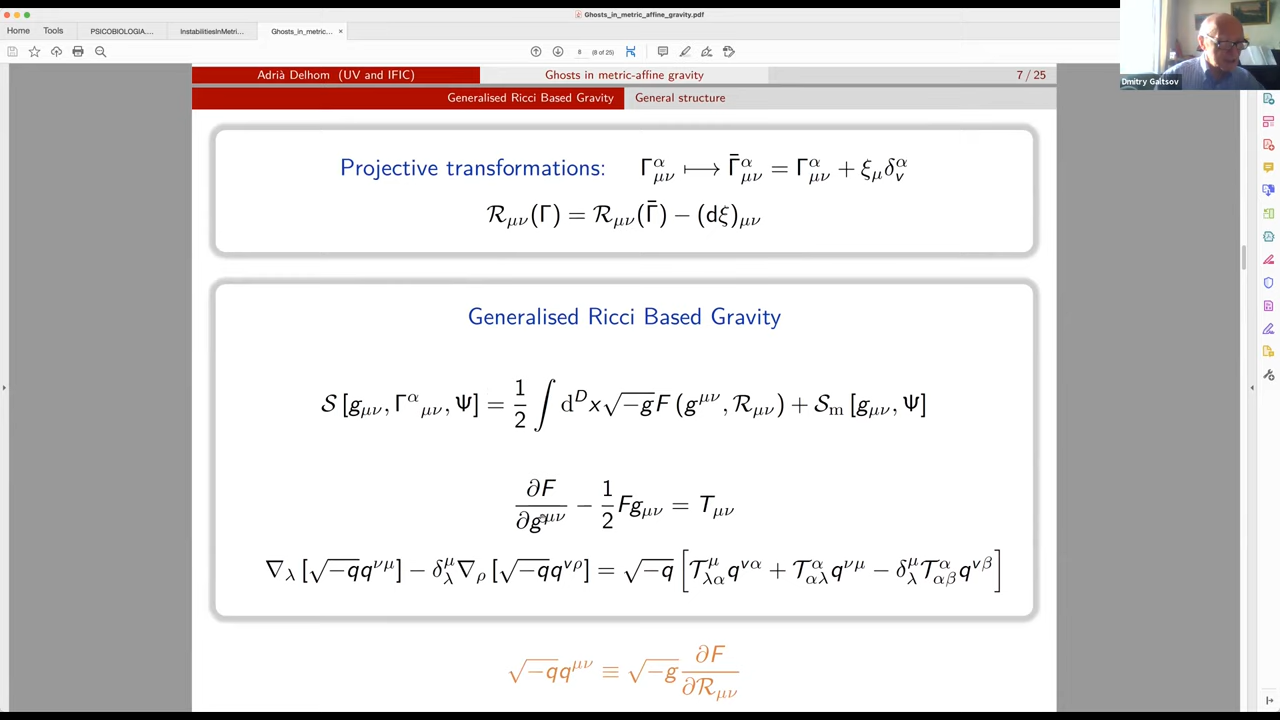 Ghosts_in_metric_affine_gravity.pdf
Home Tools PSICOBIOLOGIA.... InstabilitiesInMetri... Ghosts_in_metric... ×
8 (8 of 25)
Dmitry Galtsov
Adrià Delhom (UV and IFIC) Ghosts in metric-affine gravity 7 / 25
Generalised Ricci Based Gravity General structure
Projective transformations: Γ^α_{μν} ⟼ Γ̄^α_{μν} = Γ^α_{μν} + ξ_μ δ^α_ν
ℛ_{μν}(Γ) = ℛ_{μν}(Γ̄) − (dξ)_{μν}
Generalised Ricci Based Gravity
𝒮 [g_{μν}, Γ^α_{μν}, Ψ] = 1/2 ∫ d^D x √−g F (g^{μν}, ℛ_{μν}) + 𝒮_m [g_{μν}, Ψ]
∂F/∂g^{μν} − 1/2 F g_{μν} = T_{μν}
∇_λ [√−q q^{νμ}] − δ^μ_λ ∇_ρ [√−q q^{νρ}] = √−q [𝒯^μ_{λα} q^{να} + 𝒯^α_{αλ} q^{νμ} − δ^μ_λ 𝒯^α_{αβ} q^{νβ}]
√−q q^{μν} ≡ √−g ∂F/∂ℛ_{μν}